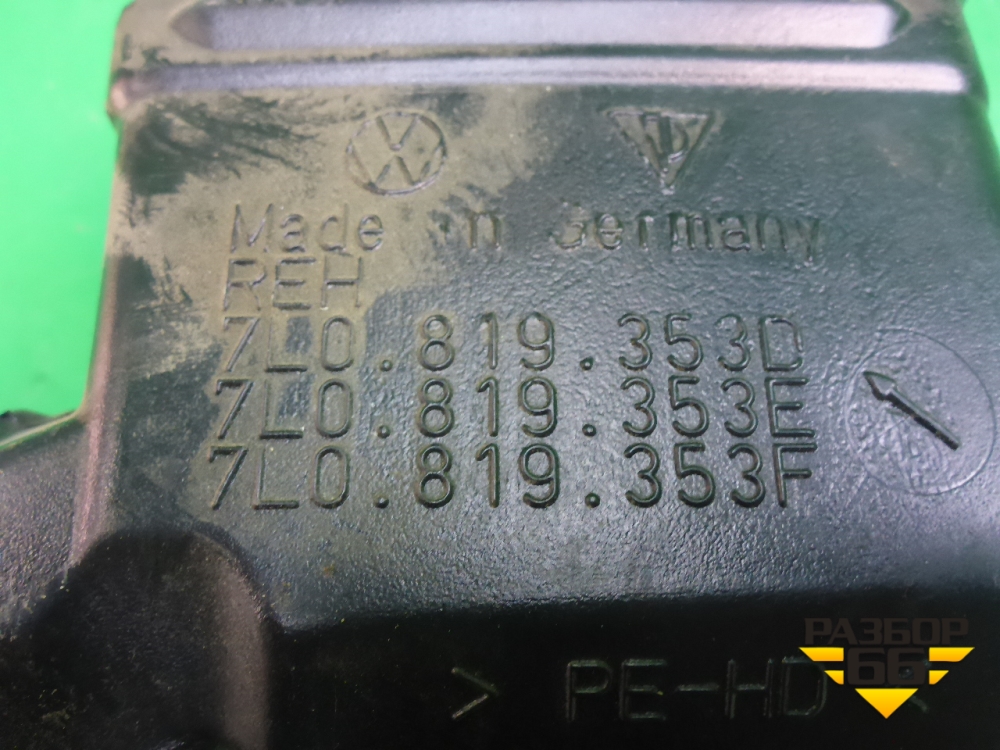 Made in Germany
REH
7L0.819.353D
7L0.819.353E
7L0.819.353F
> PE-HD <
РАЗБОР
66